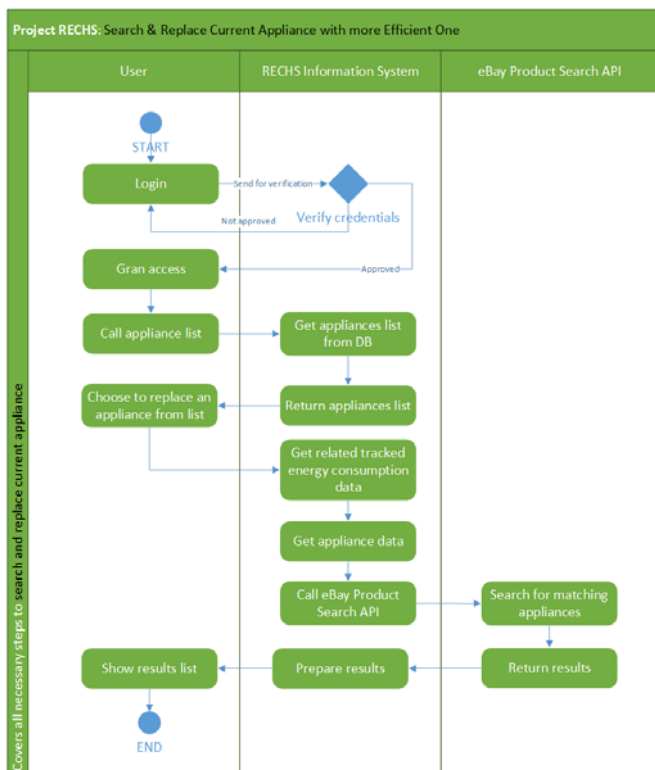 Project RECHS: Search & Replace Current Appliance with more Efficient One
User
RECHS Information System
eBay Product Search API
START
Login
Send for verification
Verify credentials
Not approved
Approved
Gran access
Call appliance list
Get appliances list
from DB
Choose to replace an
appliance from list
Return appliances list
Get related tracked
energy consumption
data
Get appliance data
Call eBay Product
Search API
Search for matching
appliances
Show results list
Prepare results
Return results
END
Covers all necessary steps to search and replace current appliance